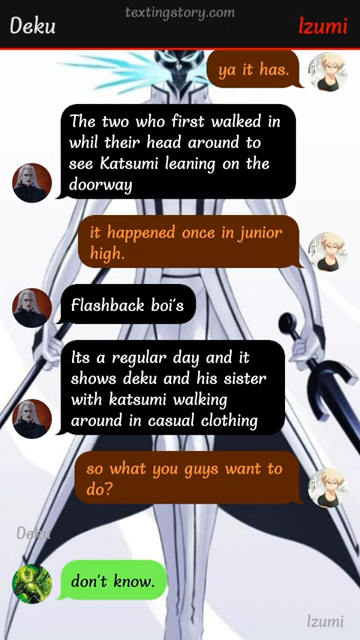 textingstory.com
Deku
Izumi
ya it has.
The two who first walked in
whil their head around to
see Katsumi leaning on the
doorway
it happened once in junior
high.
Flashback boi's
Its a regular day and it
shows deku and his sister
with katsumi walking
around in casual clothing
so what you guys want to
do?
Deku
don't know.
Izumi